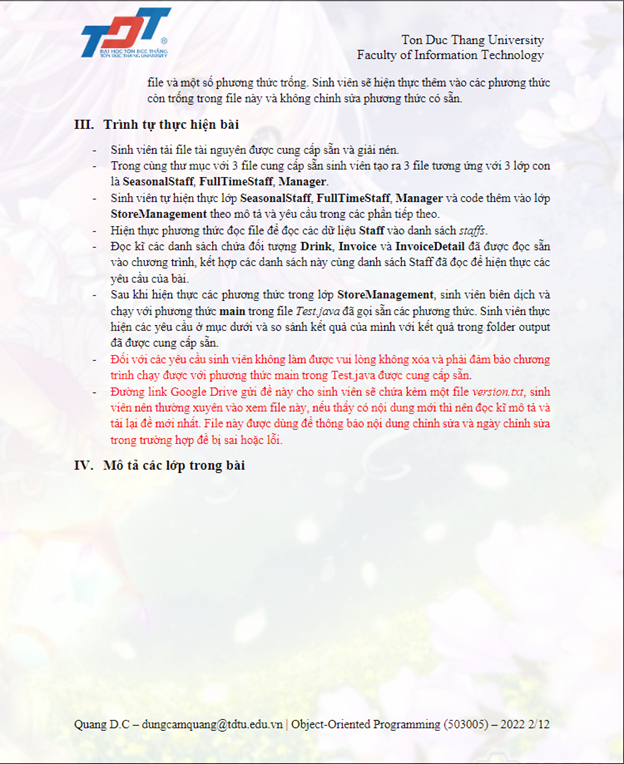 TDT
ĐẠI HỌC TÔN ĐỨC THẮNG
TON DUC THANG UNIVERSITY
Ton Duc Thang University
Faculty of Information Technology
file và một số phương thức trống. Sinh viên sẽ hiện thực thêm vào các phương thức
còn trống trong file này và không chỉnh sửa phương thức có sẵn.
III. Trình tự thực hiện bài
- Sinh viên tải file tài nguyên được cung cấp sẵn và giải nén.
- Trong cùng thư mục với 3 file cung cấp sẵn sinh viên tạo ra 3 file tương ứng với 3 lớp con
là SeasonalStaff, FullTimeStaff, Manager.
- Sinh viên tự hiện thực lớp SeasonalStaff, FullTimeStaff, Manager và code thêm vào lớp
StoreManagement theo mô tả và yêu cầu trong các phần tiếp theo.
- Hiện thực phương thức đọc file để đọc các dữ liệu Staff vào danh sách staffs.
- Đọc kĩ các danh sách chứa đối tượng Drink, Invoice và InvoiceDetail đã được đọc sẵn
vào chương trình, kết hợp các danh sách này cùng danh sách Staff đã đọc để hiện thực các
yêu cầu của bài.
- Sau khi hiện thực các phương thức trong lớp StoreManagement, sinh viên biên dịch và
chạy với phương thức main trong file Test.java đã gọi sẵn các phương thức. Sinh viên thực
hiện các yêu cầu ở mục dưới và so sánh kết quả của mình với kết quả trong folder output
đã được cung cấp sẵn.
- Đối với các yêu cầu sinh viên không làm được vui lòng không xóa và phải đảm bảo chương
trình chạy được với phương thức main trong Test.java được cung cấp sẵn.
- Đường link Google Drive gửi đề này cho sinh viên sẽ chứa kèm một file version.txt, sinh
viên nên thường xuyên vào xem file này, nếu thấy có nội dung mới thì nên đọc kĩ mô tả và
tải lại đề mới nhất. File này được dùng để thông báo nội dung chỉnh sửa và ngày chỉnh sửa
trong trường hợp đề bị sai hoặc lỗi.
IV. Mô tả các lớp trong bài
Quang D.C – dungcamquang@tdtu.edu.vn | Object-Oriented Programming (503005) – 2022 2/12